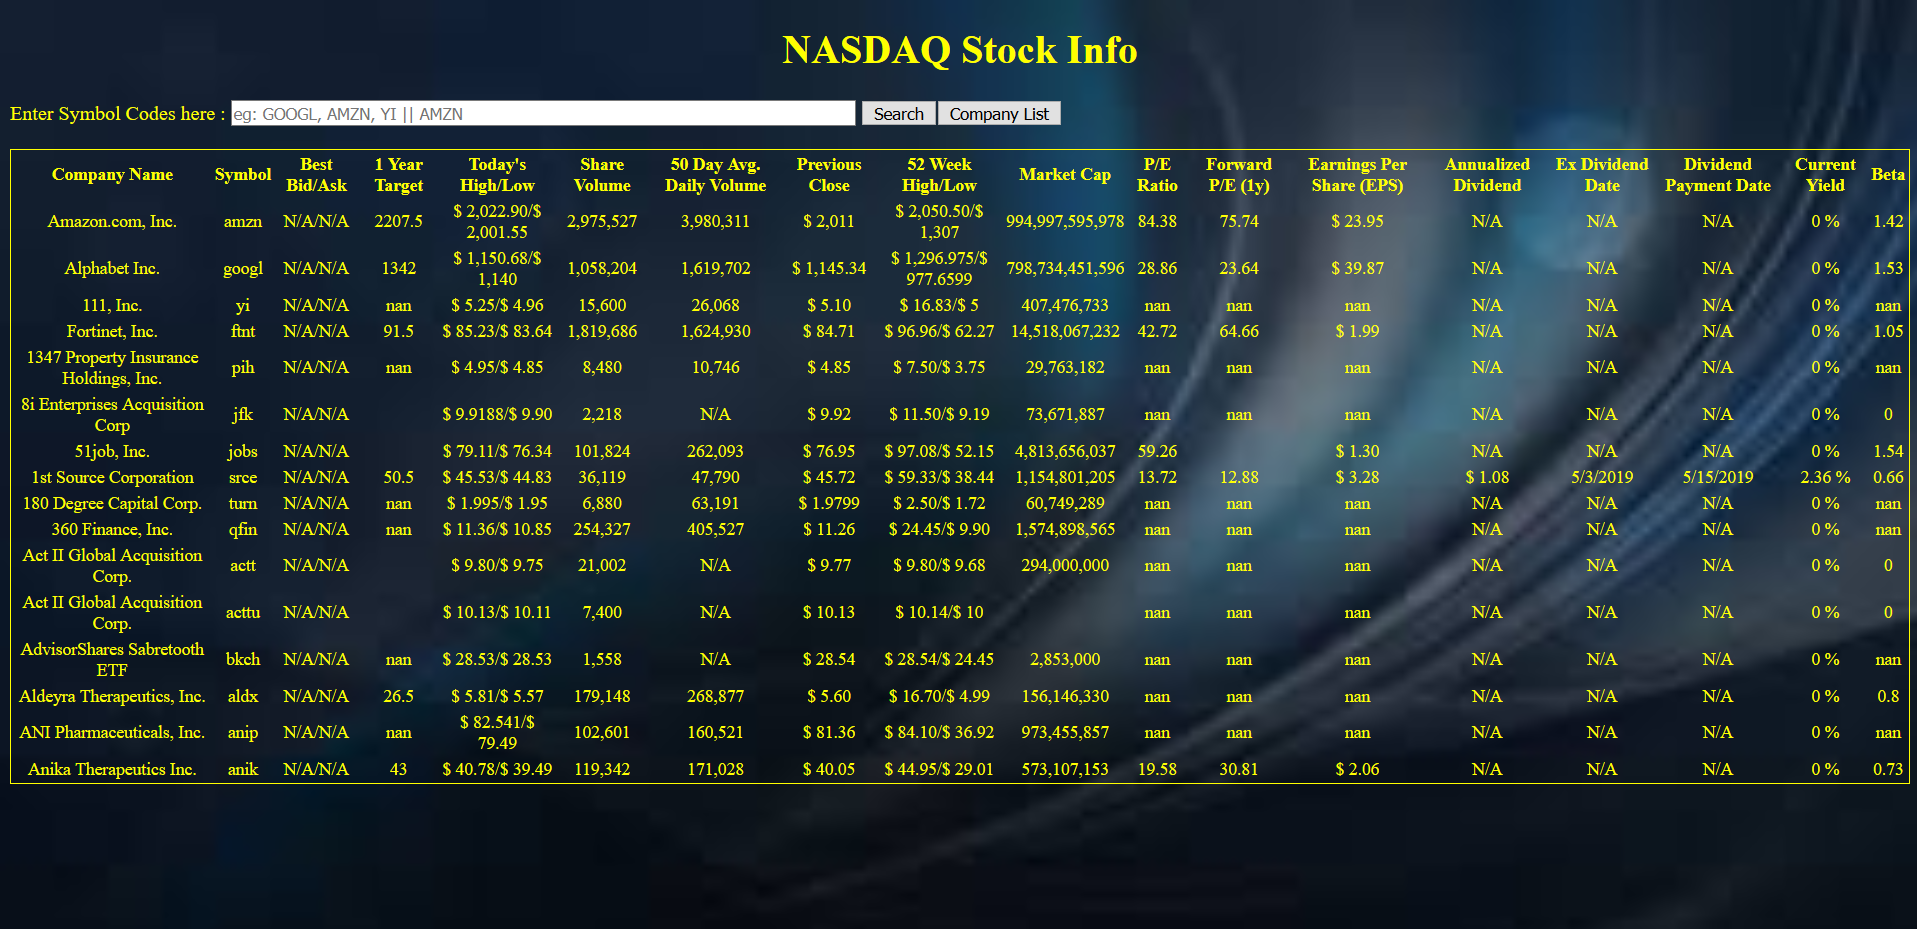 NASDAQ Stock Info
Enter Symbol Codes here : eg: GOOGL, AMZN, YI || AMZN Search Company List
Company Name Symbol Best Bid/Ask 1 Year Target Today's High/Low Share Volume 50 Day Avg. Daily Volume Previous Close 52 Week High/Low Market Cap P/E Ratio Forward P/E (1y) Earnings Per Share (EPS) Annualized Dividend Ex Dividend Date Dividend Payment Date Current Yield Beta
Amazon.com, Inc. amzn N/A/N/A 2207.5 $ 2,022.90/$ 2,001.55 2,975,527 3,980,311 $ 2,011 $ 2,050.50/$ 1,307 994,997,595,978 84.38 75.74 $ 23.95 N/A N/A N/A 0 % 1.42
Alphabet Inc. googl N/A/N/A 1342 $ 1,150.68/$ 1,140 1,058,204 1,619,702 $ 1,145.34 $ 1,296.975/$ 977.6599 798,734,451,596 28.86 23.64 $ 39.87 N/A N/A N/A 0 % 1.53
111, Inc. yi N/A/N/A nan $ 5.25/$ 4.96 15,600 26,068 $ 5.10 $ 16.83/$ 5 407,476,733 nan nan nan N/A N/A N/A 0 % nan
Fortinet, Inc. ftnt N/A/N/A 91.5 $ 85.23/$ 83.64 1,819,686 1,624,930 $ 84.71 $ 96.96/$ 62.27 14,518,067,232 42.72 64.66 $ 1.99 N/A N/A N/A 0 % 1.05
1347 Property Insurance Holdings, Inc. pih N/A/N/A nan $ 4.95/$ 4.85 8,480 10,746 $ 4.85 $ 7.50/$ 3.75 29,763,182 nan nan nan N/A N/A N/A 0 % nan
8i Enterprises Acquisition Corp jfk N/A/N/A $ 9.9188/$ 9.90 2,218 N/A $ 9.92 $ 11.50/$ 9.19 73,671,887 nan nan nan N/A N/A N/A 0 % 0
51job, Inc. jobs N/A/N/A $ 79.11/$ 76.34 101,824 262,093 $ 76.95 $ 97.08/$ 52.15 4,813,656,037 59.26 $ 1.30 N/A N/A N/A 0 % 1.54
1st Source Corporation srce N/A/N/A 50.5 $ 45.53/$ 44.83 36,119 47,790 $ 45.72 $ 59.33/$ 38.44 1,154,801,205 13.72 12.88 $ 3.28 $ 1.08 5/3/2019 5/15/2019 2.36 % 0.66
180 Degree Capital Corp. turn N/A/N/A nan $ 1.995/$ 1.95 6,880 63,191 $ 1.9799 $ 2.50/$ 1.72 60,749,289 nan nan nan N/A N/A N/A 0 % nan
360 Finance, Inc. qfin N/A/N/A nan $ 11.36/$ 10.85 254,327 405,527 $ 11.26 $ 24.45/$ 9.90 1,574,898,565 nan nan nan N/A N/A N/A 0 % nan
Act II Global Acquisition Corp. actt N/A/N/A $ 9.80/$ 9.75 21,002 N/A $ 9.77 $ 9.80/$ 9.68 294,000,000 nan nan nan N/A N/A N/A 0 % 0
Act II Global Acquisition Corp. acttu N/A/N/A $ 10.13/$ 10.11 7,400 N/A $ 10.13 $ 10.14/$ 10 nan nan nan N/A N/A N/A 0 % 0
AdvisorShares Sabretooth ETF bkch N/A/N/A nan $ 28.53/$ 28.53 1,558 N/A $ 28.54 $ 28.54/$ 24.45 2,853,000 nan nan nan N/A N/A N/A 0 % nan
Aldeyra Therapeutics, Inc. aldx N/A/N/A 26.5 $ 5.81/$ 5.57 179,148 268,877 $ 5.60 $ 16.70/$ 4.99 156,146,330 nan nan nan N/A N/A N/A 0 % 0.8
ANI Pharmaceuticals, Inc. anip N/A/N/A nan $ 82.541/$ 79.49 102,601 160,521 $ 81.36 $ 84.10/$ 36.92 973,455,857 nan nan nan N/A N/A N/A 0 % nan
Anika Therapeutics Inc. anik N/A/N/A 43 $ 40.78/$ 39.49 119,342 171,028 $ 40.05 $ 44.95/$ 29.01 573,107,153 19.58 30.81 $ 2.06 N/A N/A N/A 0 % 0.73